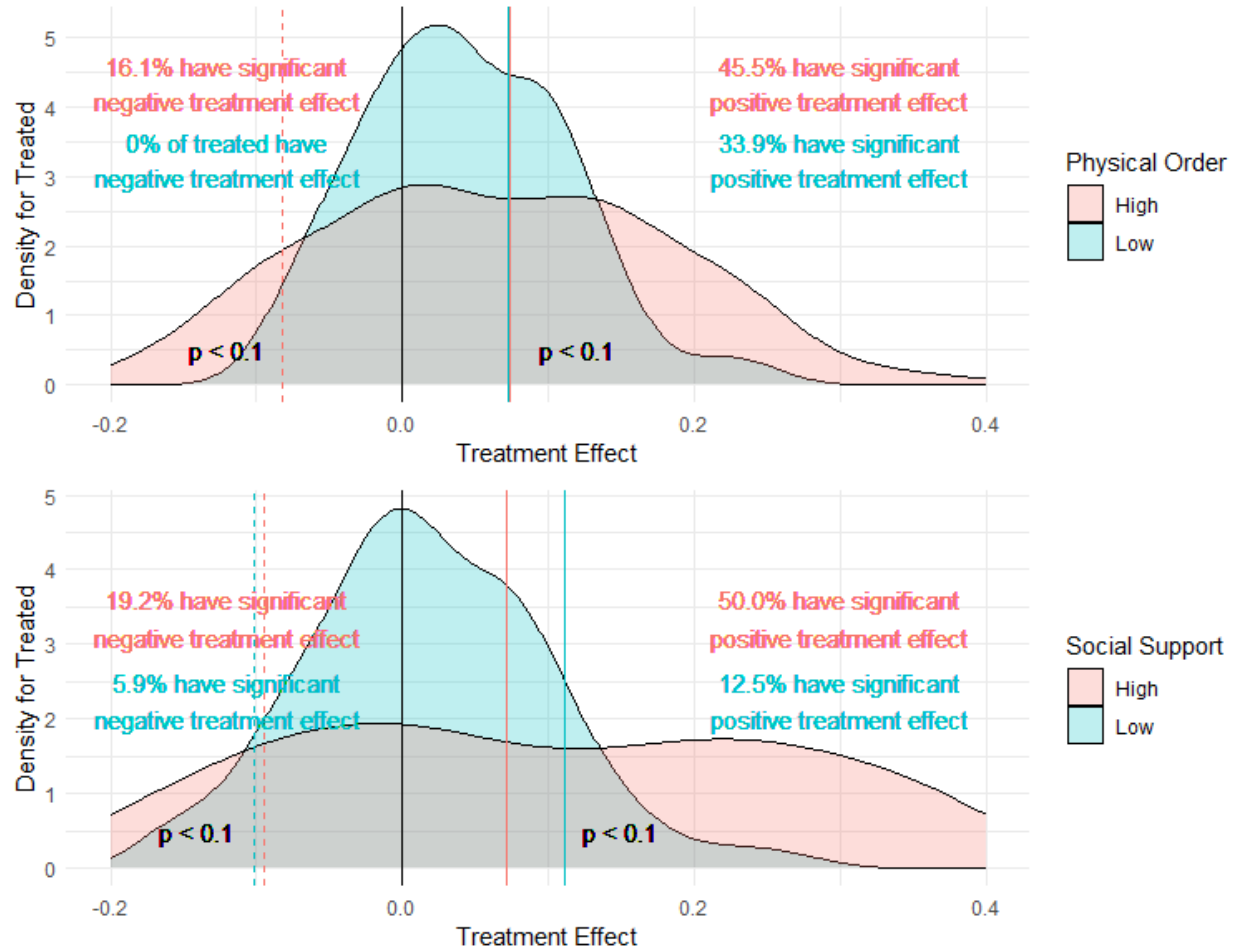 16.1% have significant
negative treatment effect
0% of treated have
negative treatment effect
45.5% have significant
positive treatment effect
33.9% have significant
positive treatment effect
p < 0.1
p < 0.1
Density for Treated
5
4
3
2
1
0
-0.2
0.0
0.2
0.4
Treatment Effect
Physical Order
High
Low
19.2% have significant
negative treatment effect
5.9% have significant
negative treatment effect
50.0% have significant
positive treatment effect
12.5% have significant
positive treatment effect
p < 0.1
p < 0.1
Density for Treated
5
4
3
2
1
0
-0.2
0.0
0.2
0.4
Treatment Effect
Social Support
High
Low